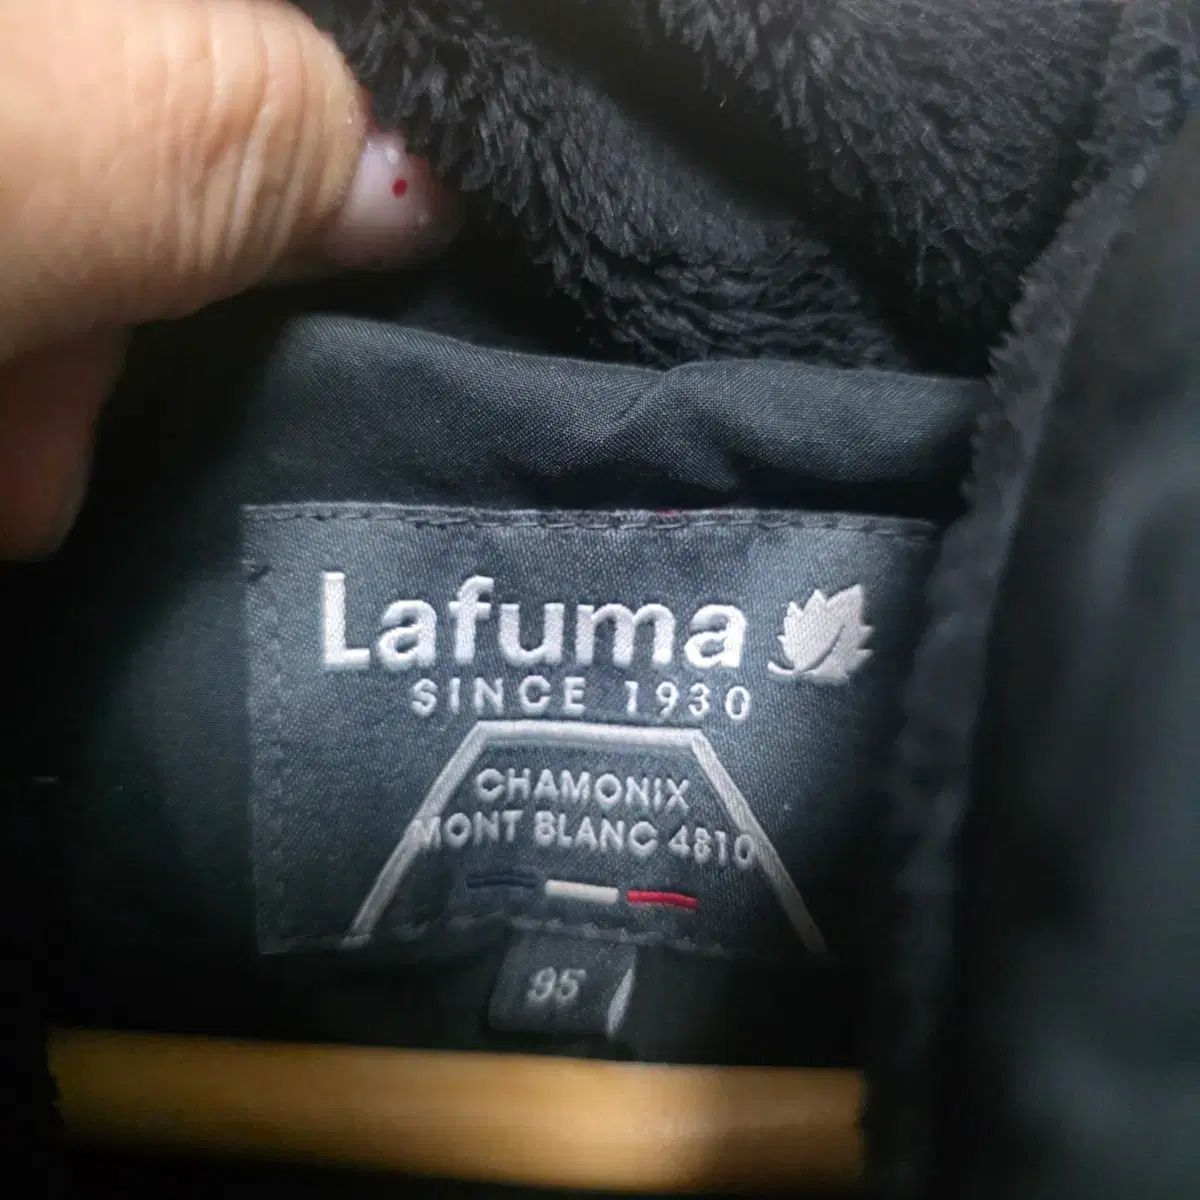 Lafuma
SINCE 1930
CHAMONIX
MONT BLANC 4810
95